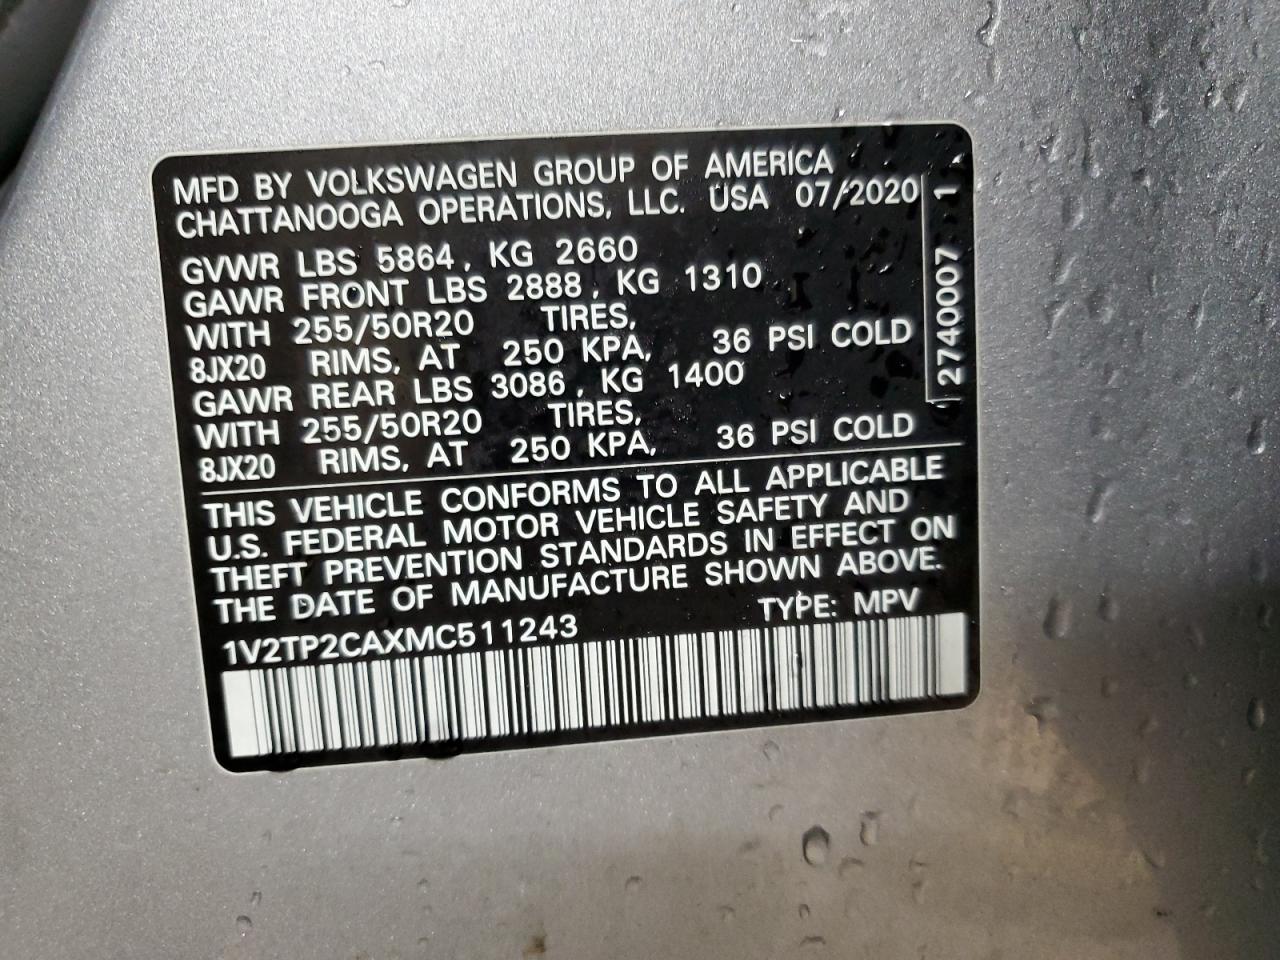 MFD BY VOLKSWAGEN GROUP OF AMERICA
CHATTANOOGA OPERATIONS, LLC. USA 07/2020
GVWR LBS 5864, KG 2660
GAWR FRONT LBS 2888, KG 1310
WITH 255/50R20 TIRES,
8JX20 RIMS, AT 250 KPA, 36 PSI COLD
GAWR REAR LBS 3086, KG 1400
WITH 255/50R20 TIRES,
8JX20 RIMS, AT 250 KPA, 36 PSI COLD
THIS VEHICLE CONFORMS TO ALL APPLICABLE
U.S. FEDERAL MOTOR VEHICLE SAFETY AND
THEFT PREVENTION STANDARDS IN EFFECT ON
THE DATE OF MANUFACTURE SHOWN ABOVE.
1V2TP2CAXMC511243 TYPE: MPV
2740007 1